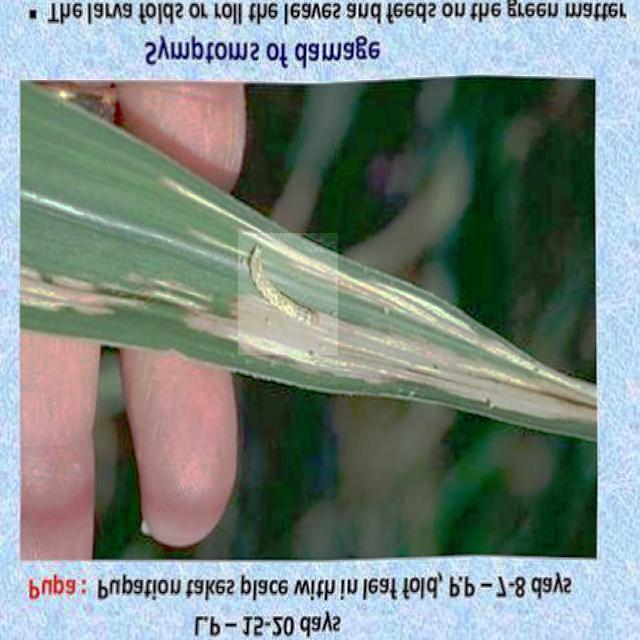 L.P – 15-20 days
Pupa : Pupation takes place with in leaf fold, P.P – 7-8 days
Symptoms of damage
▪ The larva folds or roll the leaves and feeds on the green matter